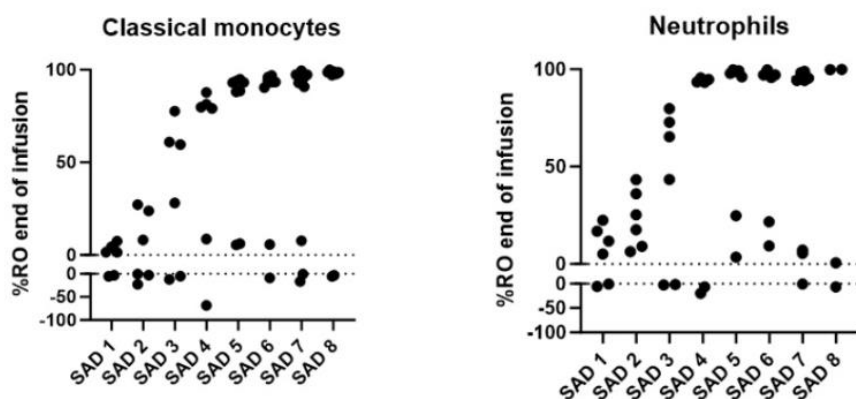 Classical monocytes
%RO end of infusion
100
50
0
0
-50
-100
SAD 1
SAD 2
SAD 3
SAD 4
SAD 5
SAD 6
SAD 7
SAD 8
Neutrophils
%RO end of infusion
100
50
0
0
-50
-100
SAD 1
SAD 2
SAD 3
SAD 4
SAD 5
SAD 6
SAD 7
SAD 8